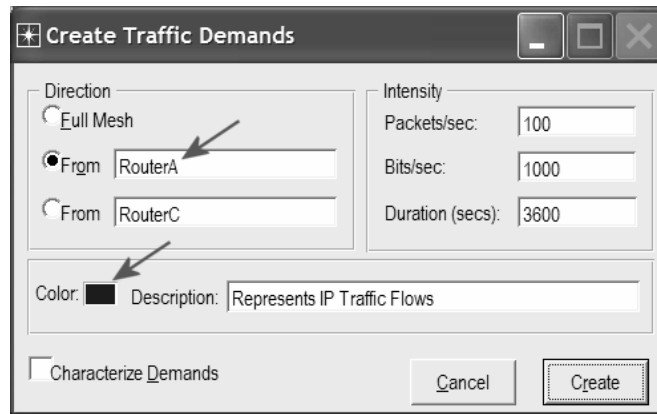 Create Traffic Demands
Direction
Full Mesh
From RouterA
From RouterC
Intensity
Packets/sec: 100
Bits/sec: 1000
Duration (secs): 3600
Color: Description: Represents IP Traffic Flows
Characterize Demands
Cancel Create